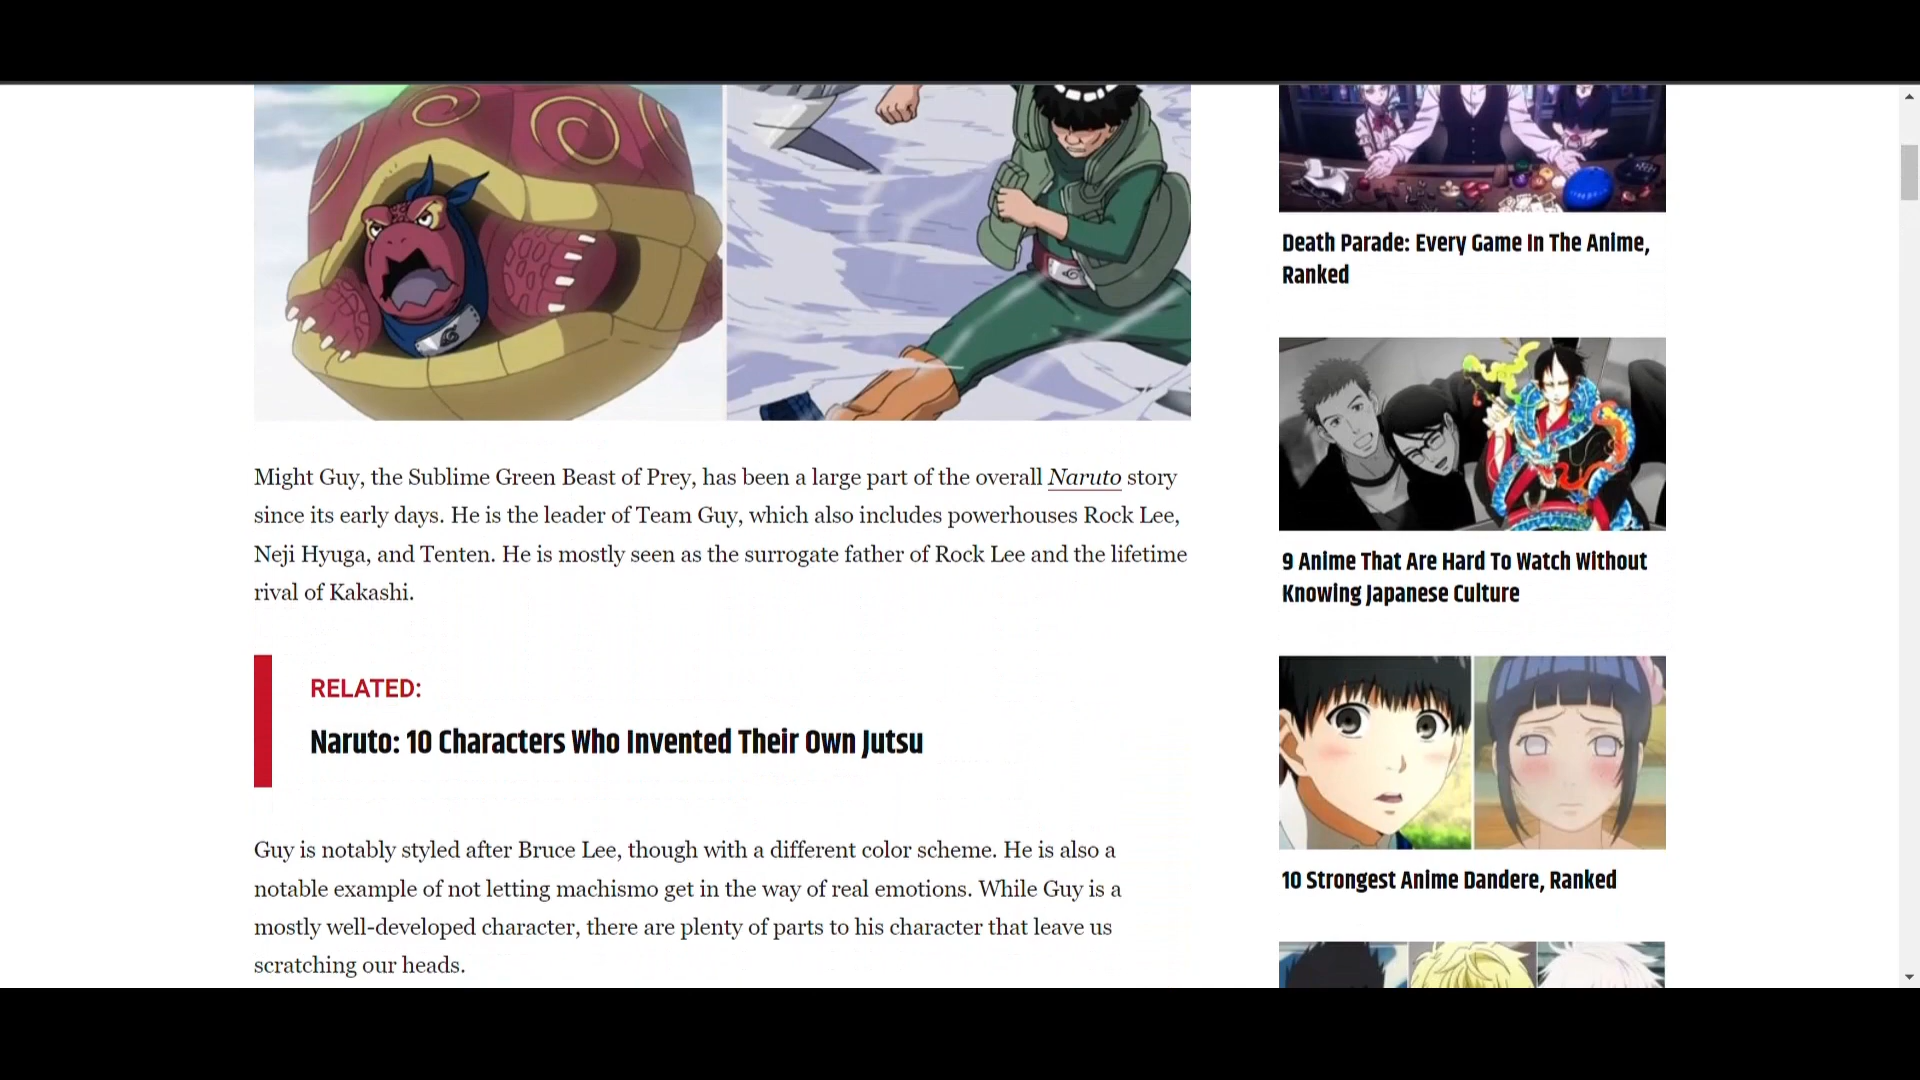 Might Guy, the Sublime Green Beast of Prey, has been a large part of the overall Naruto story
since its early days. He is the leader of Team Guy, which also includes powerhouses Rock Lee,
Neji Hyuga, and Tenten. He is mostly seen as the surrogate father of Rock Lee and the lifetime
rival of Kakashi.
RELATED:
Naruto: 10 Characters Who Invented Their Own Jutsu
Guy is notably styled after Bruce Lee, though with a different color scheme. He is also a
notable example of not letting machismo get in the way of real emotions. While Guy is a
mostly well-developed character, there are plenty of parts to his character that leave us
scratching our heads.
Death Parade: Every Game In The Anime,
Ranked
9 Anime That Are Hard To Watch Without
Knowing Japanese Culture
10 Strongest Anime Dandere, Ranked